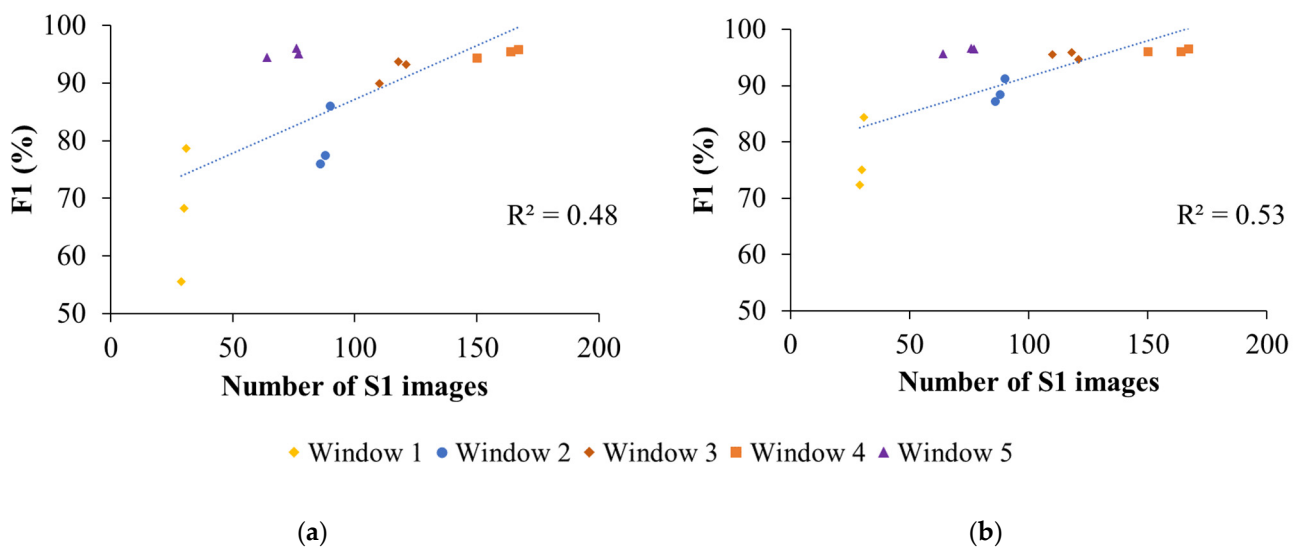 100
90
80
70
60
50
F1 (%)
R² = 0.48
0 50 100 150 200
Number of S1 images
100
90
80
70
60
50
F1 (%)
R² = 0.53
0 50 100 150 200
Number of S1 images
Window 1 Window 2 Window 3 Window 4 Window 5
(a) (b)